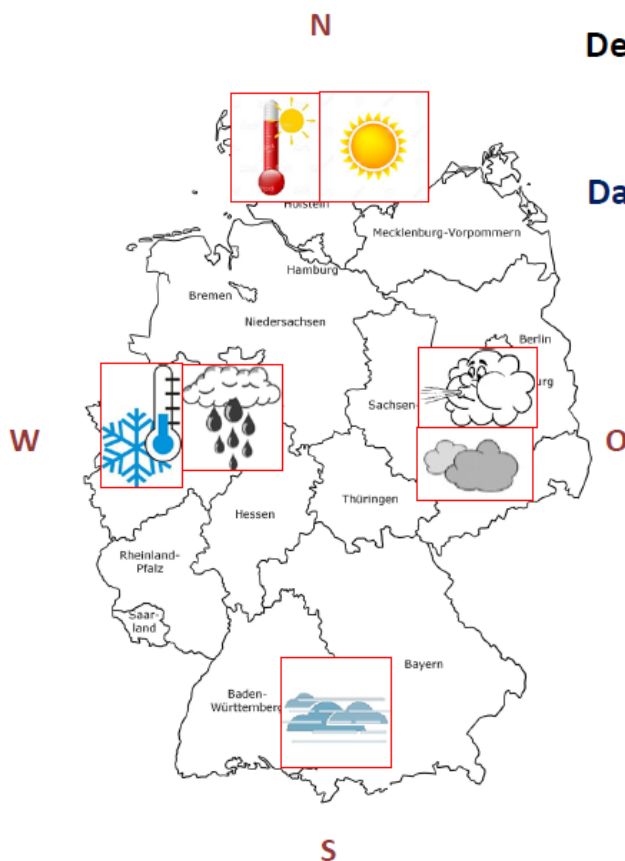 N
De
Da
Holstein
Mecklenburg-Vorpommern
Hamburg
Bremen
Niedersachsen
Berlin
urg
Sachsen-
W
O
Thüringen
Hessen
Rheinland-
Pfalz
Saar-
land
Bayern
Baden-
Württemberg
S